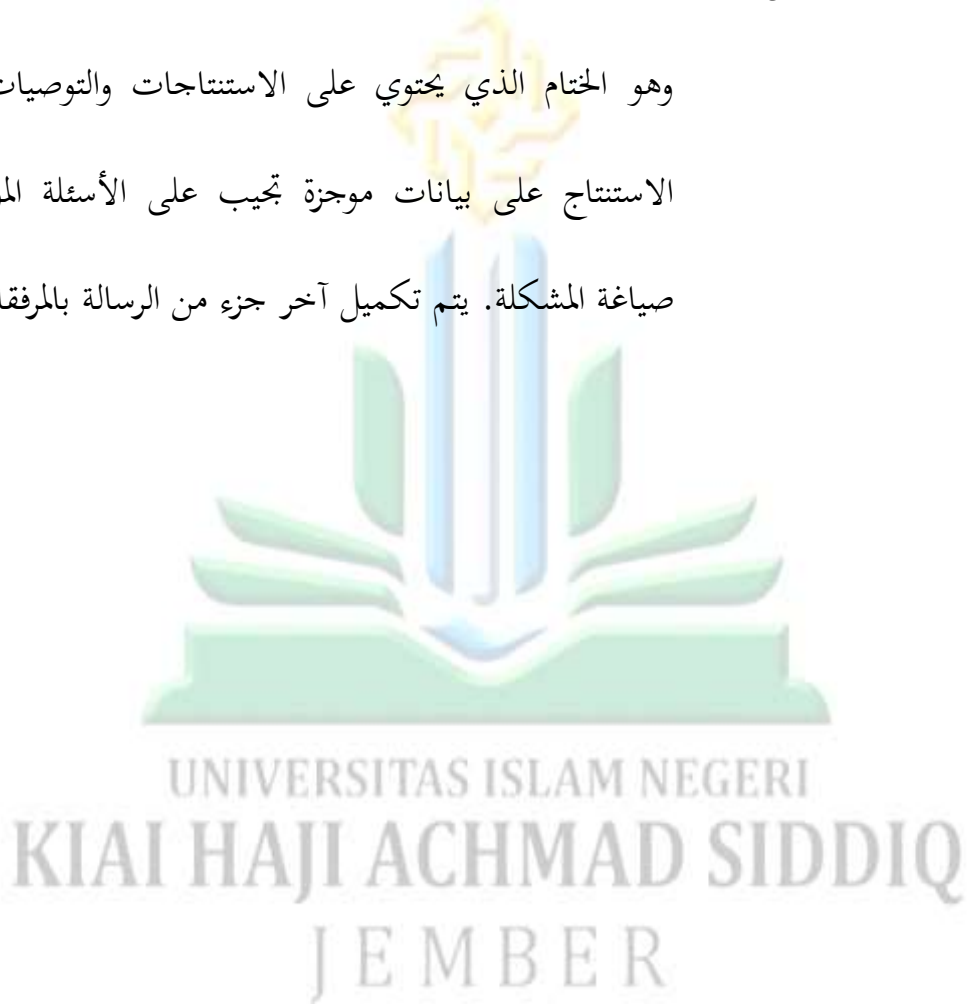 وهو الختام الذي يحتوي على الاستنتاجات والتوصيات
الاستنتاج على بيانات موجزة تجيب على الأسئلة
صياغة المشكلة. يتم تكميل آخر جزء من الرسالة
UNIVERSITAS ISLAM NEGERI
KIAI HAJI ACHMAD SIDDIQ
JEMBER